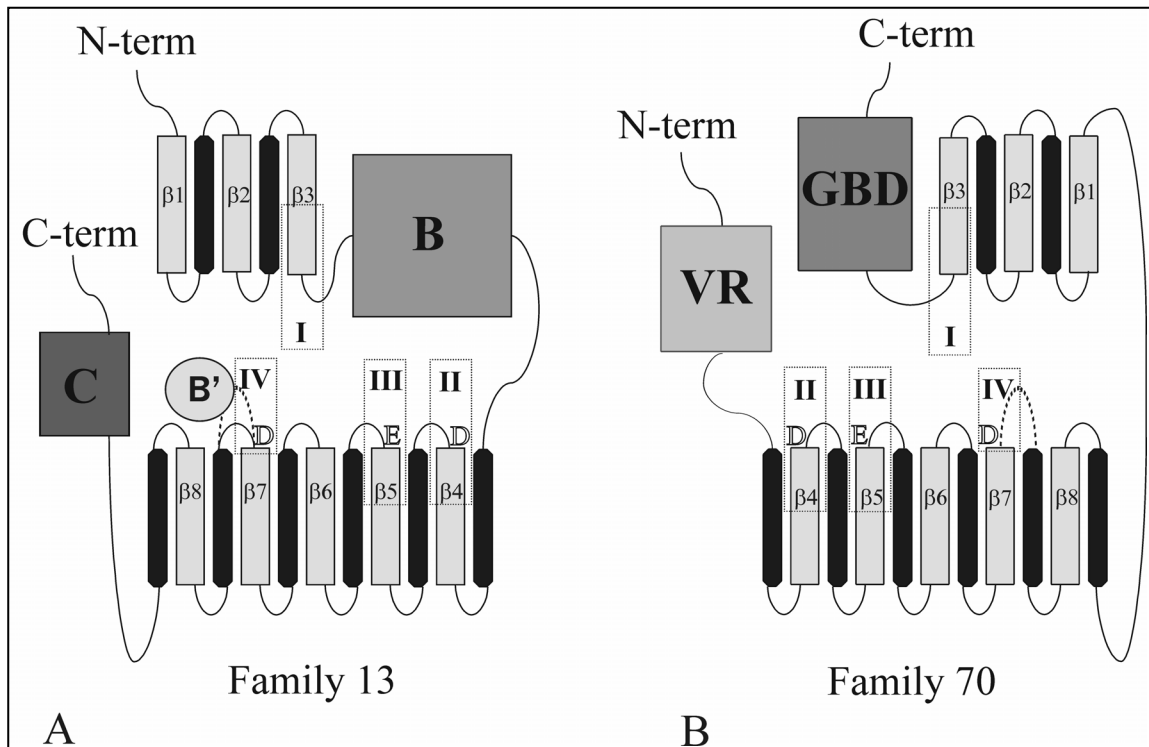 N-term
β1 β2 β3
B
C-term
I
C
B’ IV III II
D E D
β8 β7 β6 β5 β4
Family 13
A
C-term
N-term
GBD
β3 β2 β1
VR
I
II III IV
D E D
β4 β5 β6 β7 β8
Family 70
B